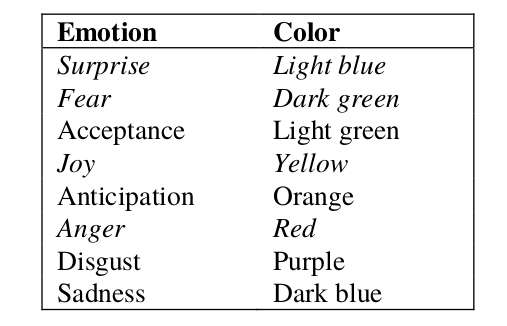 Emotion Color
Surprise Light blue
Fear Dark green
Acceptance Light green
Joy Yellow
Anticipation Orange
Anger Red
Disgust Purple
Sadness Dark blue